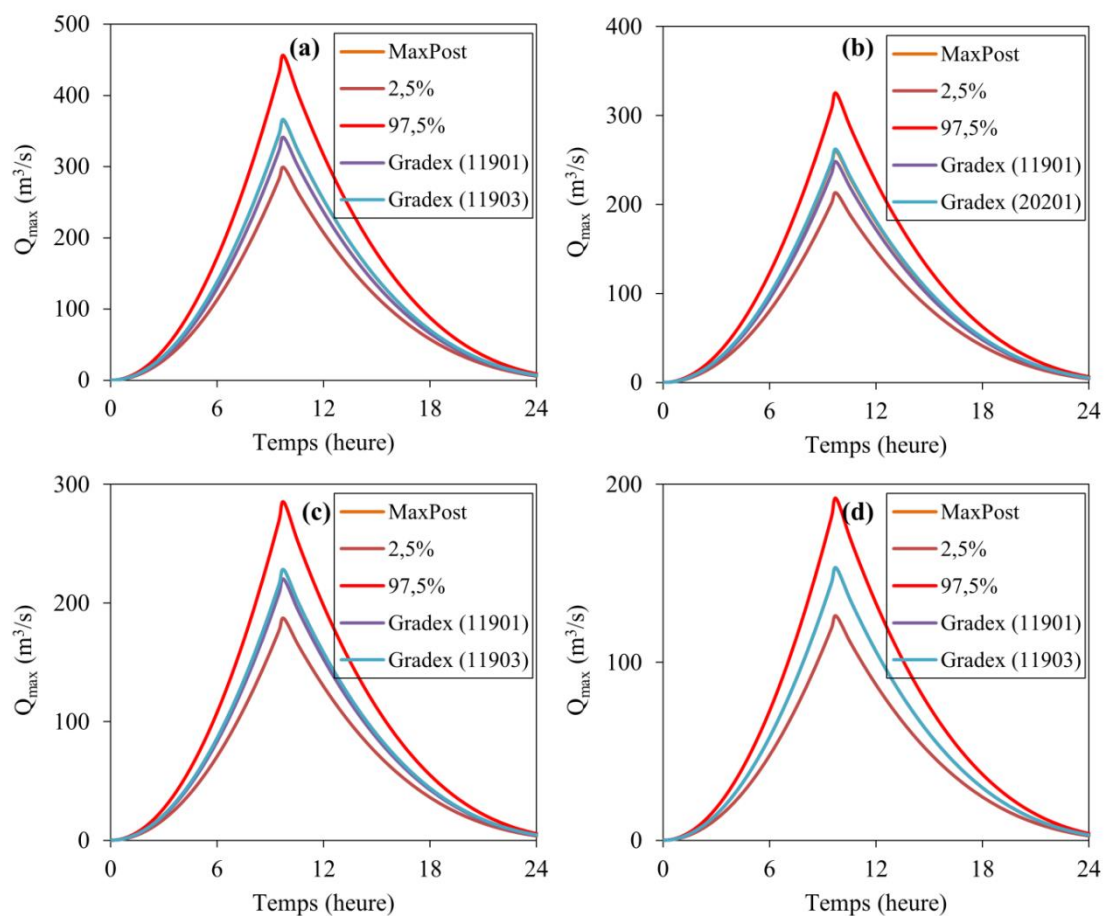 500
400
300
200
100
0
Q_max (m³/s)
(a)
MaxPost
2,5%
97,5%
Gradex (11901)
Gradex (11903)
0 6 12 18 24
Temps (heure)
400
300
200
100
0
Q_max (m³/s)
(b)
MaxPost
2,5%
97,5%
Gradex (11901)
Gradex (20201)
0 6 12 18 24
Temps (heure)
300
200
100
0
Q_max (m³/s)
(c)
MaxPost
2,5%
97,5%
Gradex (11901)
Gradex (11903)
0 6 12 18 24
Temps (heure)
200
100
0
Q_max (m³/s)
(d)
MaxPost
2,5%
97,5%
Gradex (11901)
Gradex (11903)
0 6 12 18 24
Temps (heure)